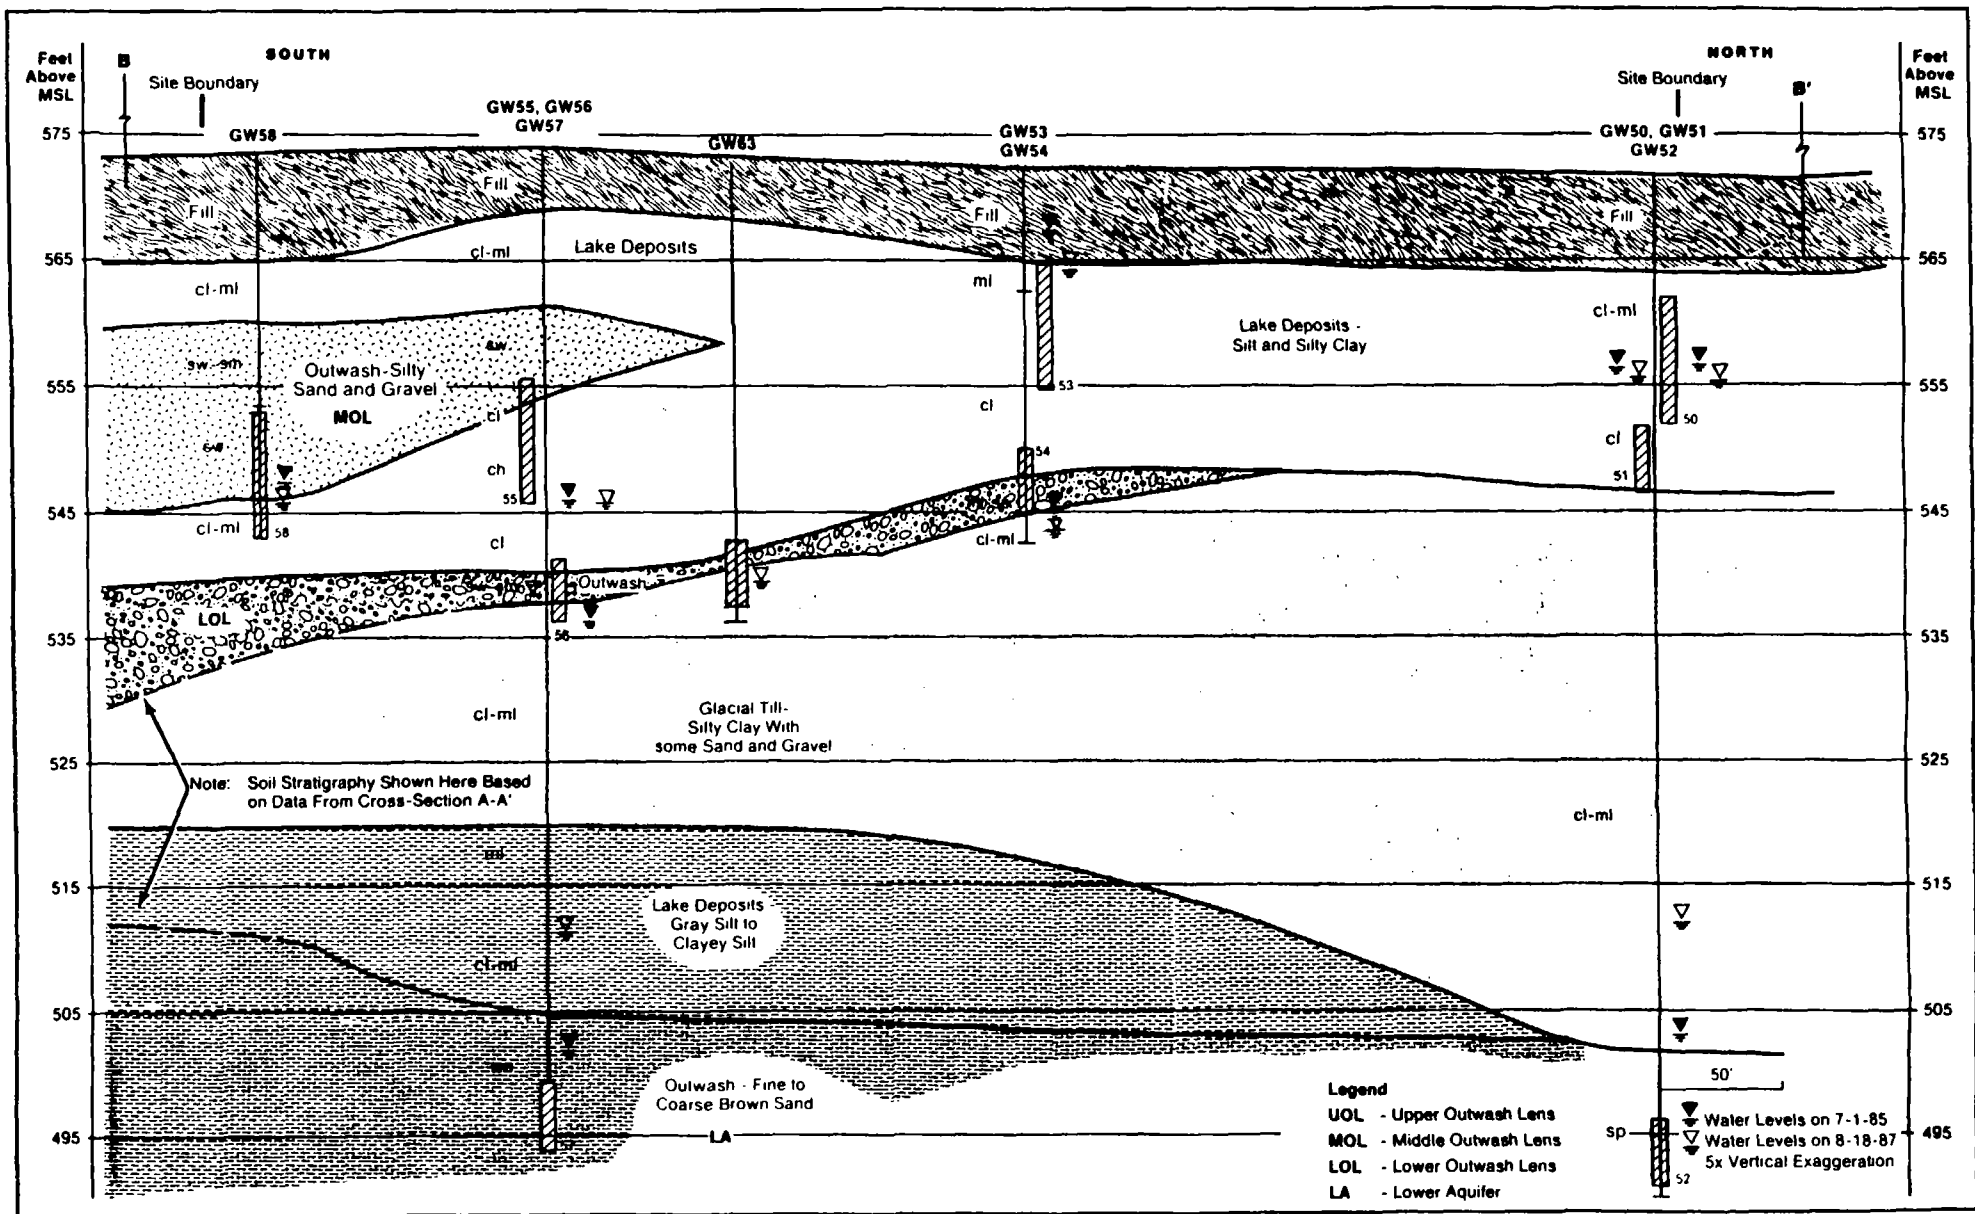 Feet
Above
MSL
B
SOUTH
Site Boundary
GW58
GW55, GW56
GW57
GW63
GW53
GW54
NORTH
Site Boundary
GW50, GW51
GW52
B'
Feet
Above
MSL
575
575
Fill
Fill
Fill
Fill
565
cl-ml
Lake Deposits
565
cl-ml
ml
cl-ml
Lake Deposits -
Silt and Silty Clay
sw-sm
sw
Outwash-Silty
Sand and Gravel
MOL
555
cl
53
cl
555
50
cl
54
ch
55
51
545
cl-ml
58
cl
cl-ml
545
Outwash
LOL
535
56
535
cl-ml
Glacial Till-
Silty Clay With
some Sand and Gravel
525
525
Note: Soil Stratigraphy Shown Here Based
on Data From Cross-Section A-A'
cl-ml
ml
515
515
Lake Deposits -
Gray Silt to
Clayey Silt
cl-ml
505
505
Outwash - Fine to
Coarse Brown Sand
50'
495
LA
sp
495
52
Legend
UOL - Upper Outwash Lens
MOL - Middle Outwash Lens
LOL - Lower Outwash Lens
LA - Lower Aquifer
Water Levels on 7-1-85
Water Levels on 8-18-87
5x Vertical Exaggeration